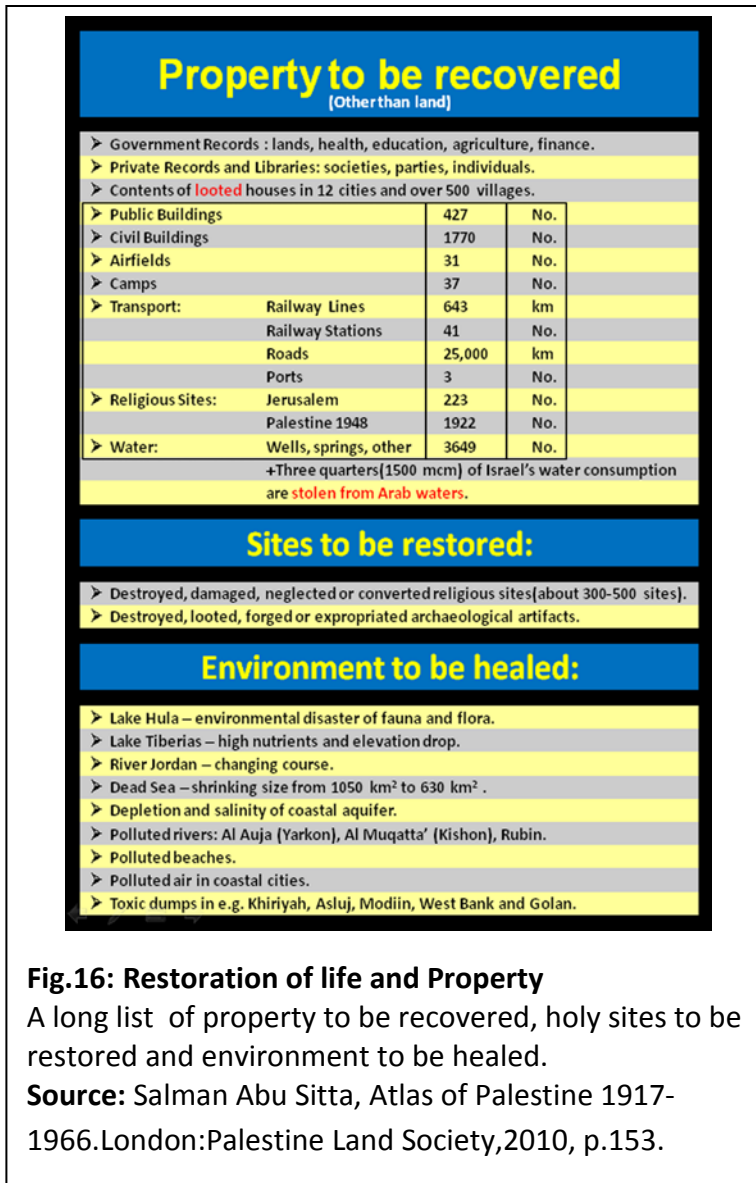 Property to be recovered
(Other than land)
➢ Government Records : lands, health, education, agriculture, finance.
➢ Private Records and Libraries: societies, parties, individuals.
➢ Contents of looted houses in 12 cities and over 500 villages.
➢ Public Buildings 427 No.
➢ Civil Buildings 1770 No.
➢ Airfields 31 No.
➢ Camps 37 No.
➢ Transport: Railway Lines 643 km
Railway Stations 41 No.
Roads 25,000 km
Ports 3 No.
➢ Religious Sites: Jerusalem 223 No.
Palestine 1948 1922 No.
➢ Water: Wells, springs, other 3649 No.
+Three quarters(1500 mcm) of Israel's water consumption
are stolen from Arab waters.
Sites to be restored:
➢ Destroyed, damaged, neglected or converted religious sites(about 300-500 sites).
➢ Destroyed, looted, forged or expropriated archaeological artifacts.
Environment to be healed:
➢ Lake Hula – environmental disaster of fauna and flora.
➢ Lake Tiberias – high nutrients and elevation drop.
➢ River Jordan – changing course.
➢ Dead Sea – shrinking size from 1050 km² to 630 km² .
➢ Depletion and salinity of coastal aquifer.
➢ Polluted rivers: Al Auja (Yarkon), Al Muqatta' (Kishon), Rubin.
➢ Polluted beaches.
➢ Polluted air in coastal cities.
➢ Toxic dumps in e.g. Khiriyah, Asluj, Modiin, West Bank and Golan.
Fig.16: Restoration of life and Property
A long list of property to be recovered, holy sites to be
restored and environment to be healed.
Source: Salman Abu Sitta, Atlas of Palestine 1917-
1966.London:Palestine Land Society,2010, p.153.